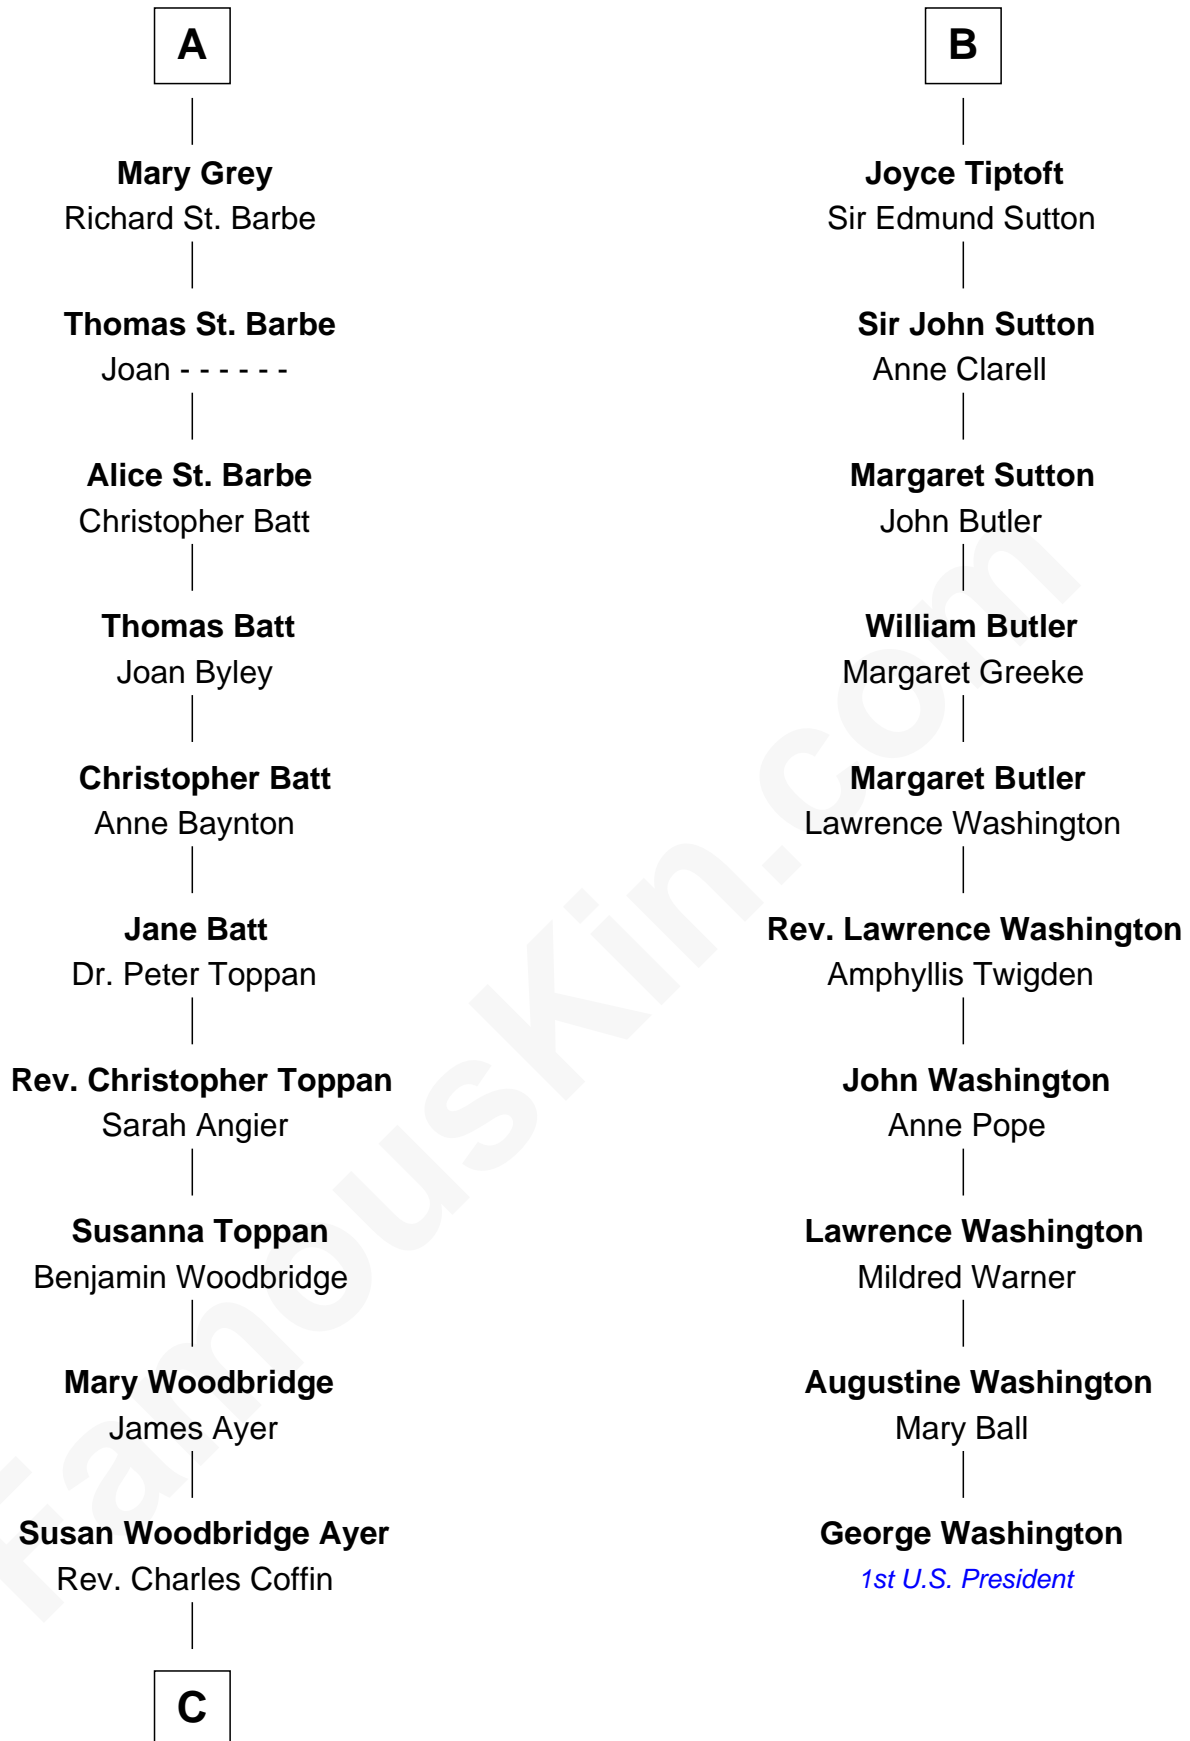 A
Mary Grey
Richard St. Barbe
Thomas St. Barbe
Joan - - - - - -
Alice St. Barbe
Christopher Batt
Thomas Batt
Joan Byley
Christopher Batt
Anne Baynton
Jane Batt
Dr. Peter Toppan
Rev. Christopher Toppan
Sarah Angier
Susanna Toppan
Benjamin Woodbridge
Mary Woodbridge
James Ayer
Susan Woodbridge Ayer
Rev. Charles Coffin
C
B
Joyce Tiptoft
Sir Edmund Sutton
Sir John Sutton
Anne Clarell
Margaret Sutton
John Butler
William Butler
Margaret Greeke
Margaret Butler
Lawrence Washington
Rev. Lawrence Washington
Amphyllis Twigden
John Washington
Anne Pope
Lawrence Washington
Mildred Warner
Augustine Washington
Mary Ball
George Washington
1st U.S. President
FamousKin.com